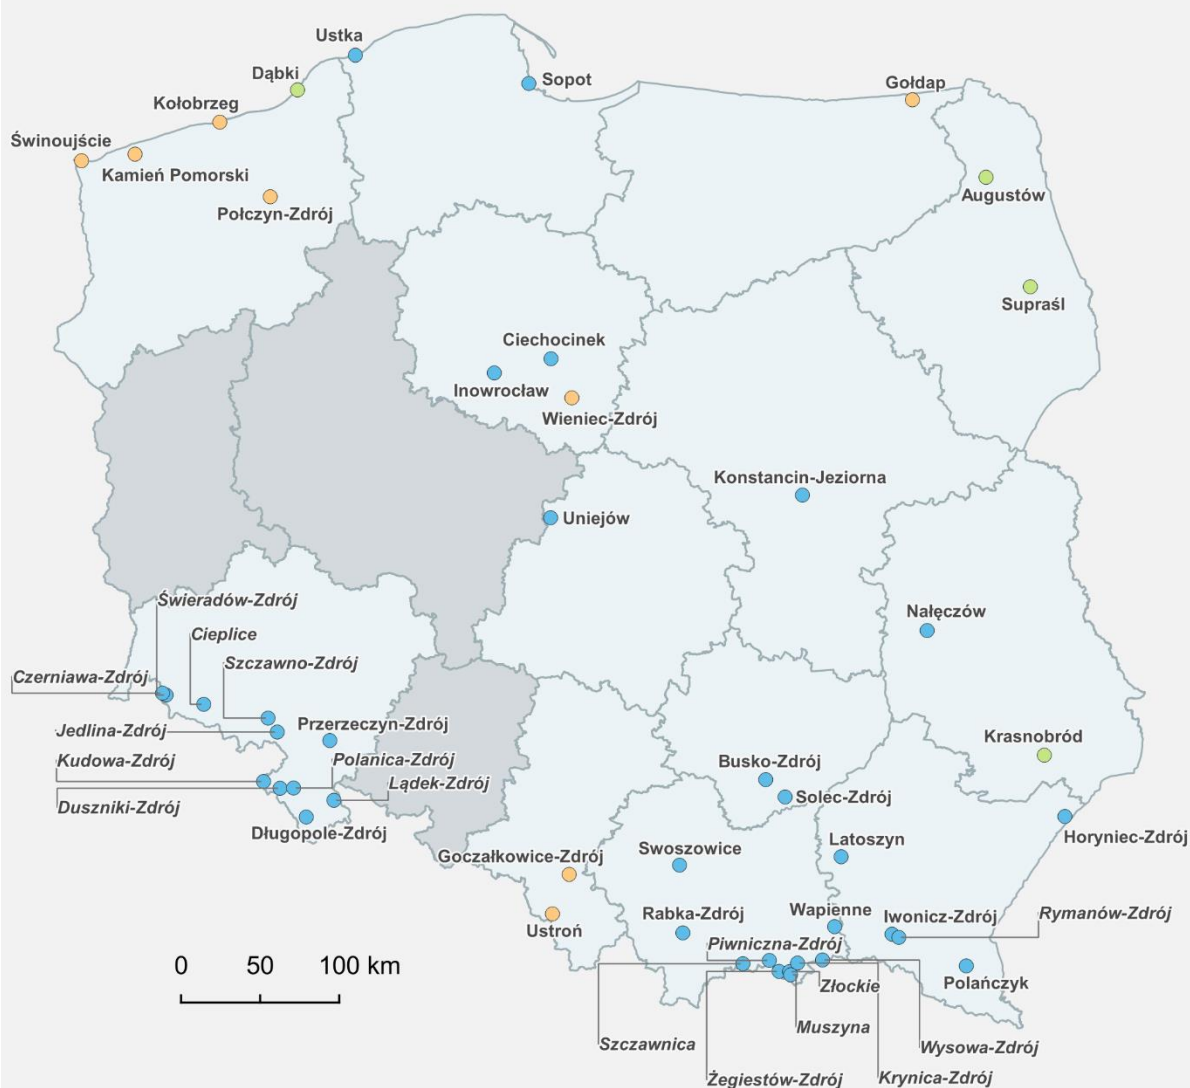 Ustka
Sopot
Dąbki
Gołdap
Kołobrzeg
Świnoujście
Kamień Pomorski
Augustów
Połczyn-Zdrój
Supraśl
Ciechocinek
Inowrocław
Wieniec-Zdrój
Konstancin-Jeziorna
Uniejów
Świeradów-Zdrój
Nałęczów
Cieplice
Szczawno-Zdrój
Czerniawa-Zdrój
Przerzeczyn-Zdrój
Jedlina-Zdrój
Krasnobród
Kudowa-Zdrój
Polanica-Zdrój
Busko-Zdrój
Lądek-Zdrój
Solec-Zdrój
Duszniki-Zdrój
Długopole-Zdrój
Horyniec-Zdrój
Latoszyn
Swoszowice
Goczałkowice-Zdrój
Rabka-Zdrój
Wapienne
Iwonicz-Zdrój
Rymanów-Zdrój
Ustroń
Piwniczna-Zdrój
0 50 100 km
Złockie
Polańczyk
Muszyna
Szczawnica
Wysowa-Zdrój
Żegiestów-Zdrój
Krynica-Zdrój